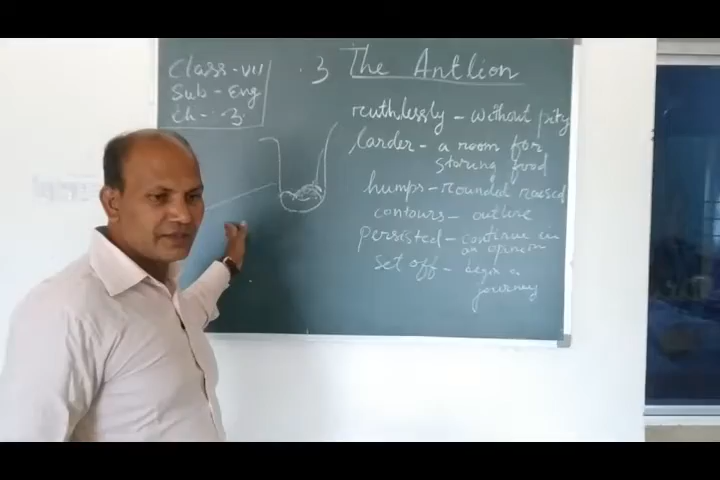 Class - VII
Sub - Eng
Ch - 3.
3 The Antlion
ruthlessly - without pity
larder - a room for
storing food
humps - rounded raised
contours - outline
persisted - continue in
an opinion
set off - begin a
journey